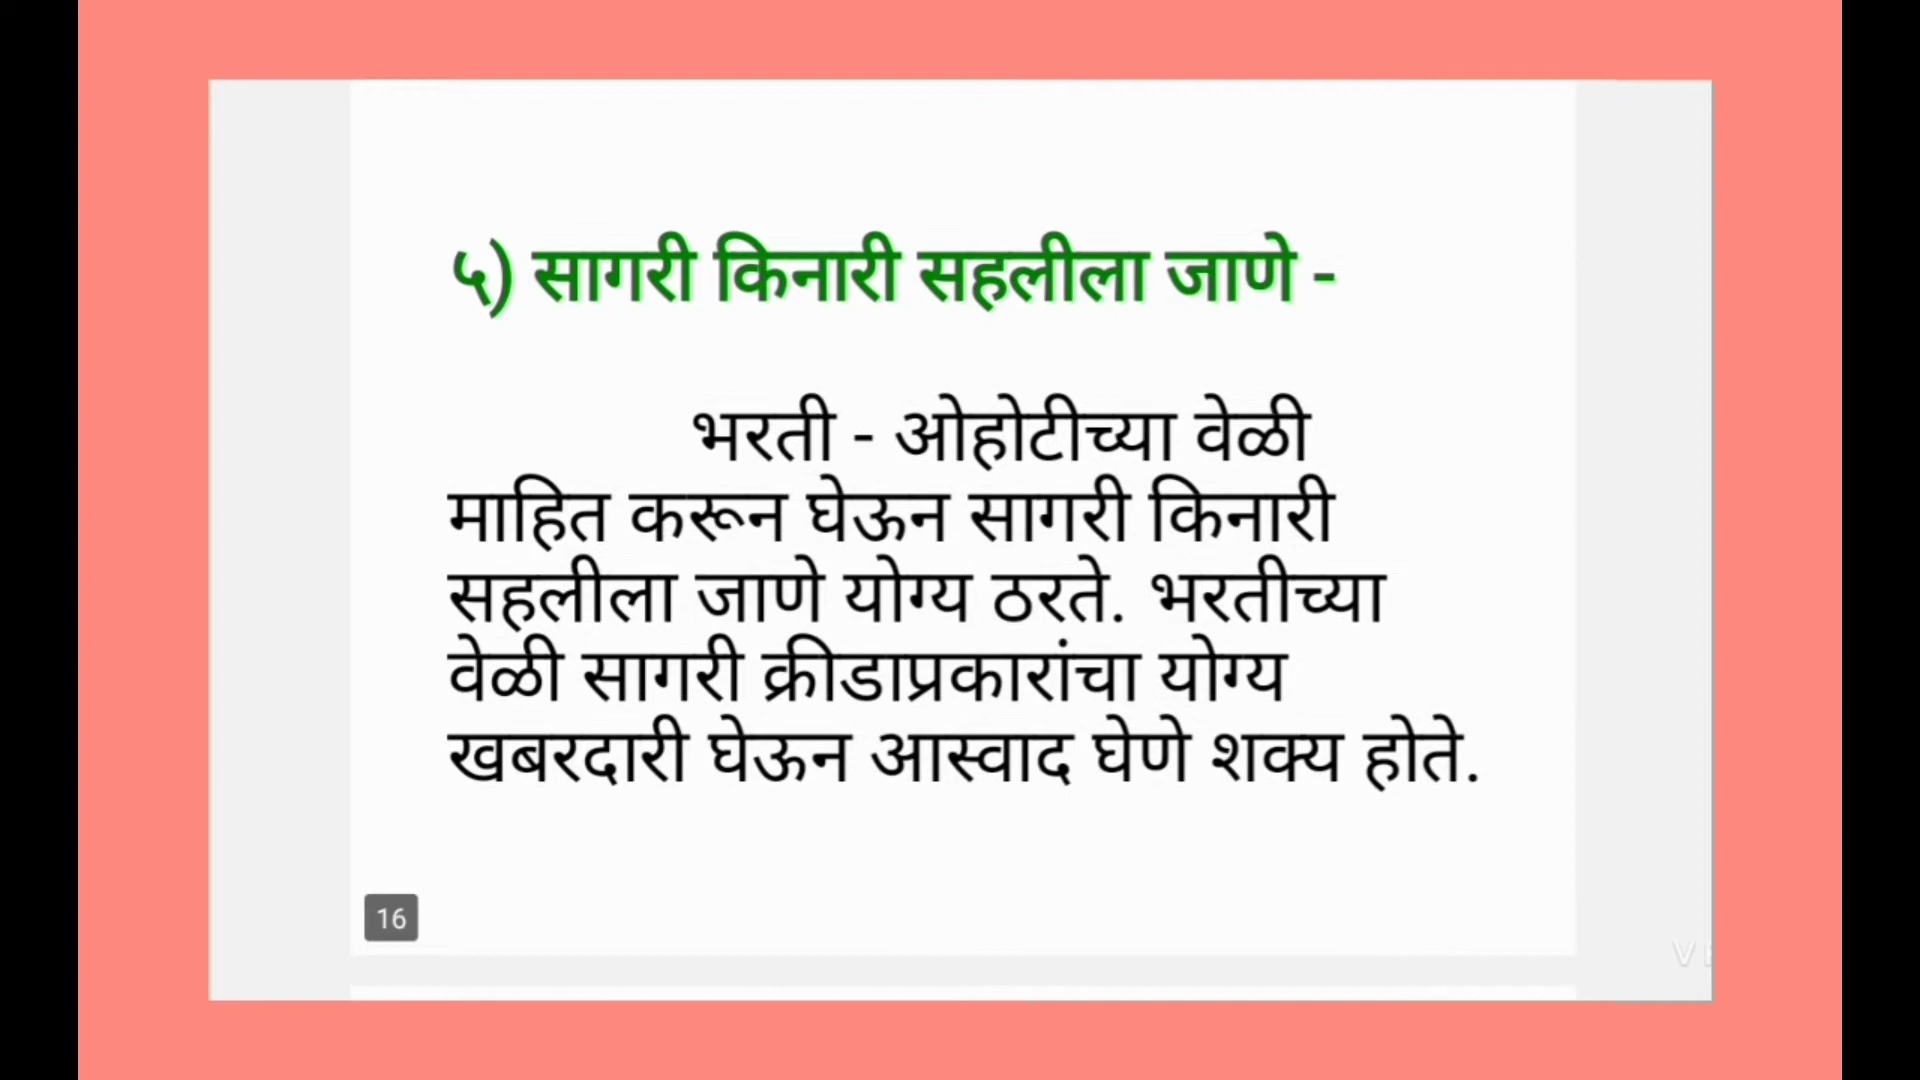 ५) सागरी किनारी सहलीला जाणे -
भरती - ओहोटीच्या वेळी
माहित करून घेऊन सागरी किनारी
सहलीला जाणे योग्य ठरते. भरतीच्या
वेळी सागरी क्रीडाप्रकारांचा योग्य
खबरदारी घेऊन आस्वाद घेणे शक्य होते.
16